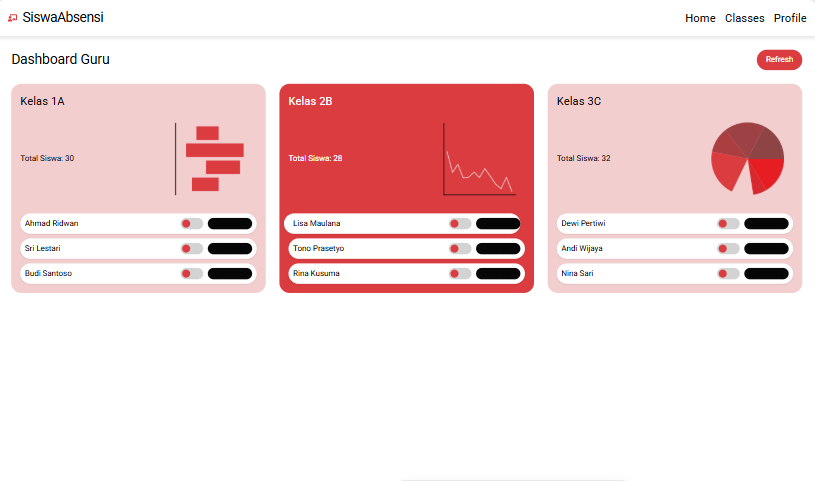 SiswaAbsensi
Home Classes Profile
Dashboard Guru
Refresh
Kelas 1A
Total Siswa: 30
Ahmad Ridwan
Sri Lestari
Budi Santoso
Kelas 2B
Total Siswa: 28
Lisa Maulana
Tono Prasetyo
Rina Kusuma
Kelas 3C
Total Siswa: 32
Dewi Pertiwi
Andi Wijaya
Nina Sari